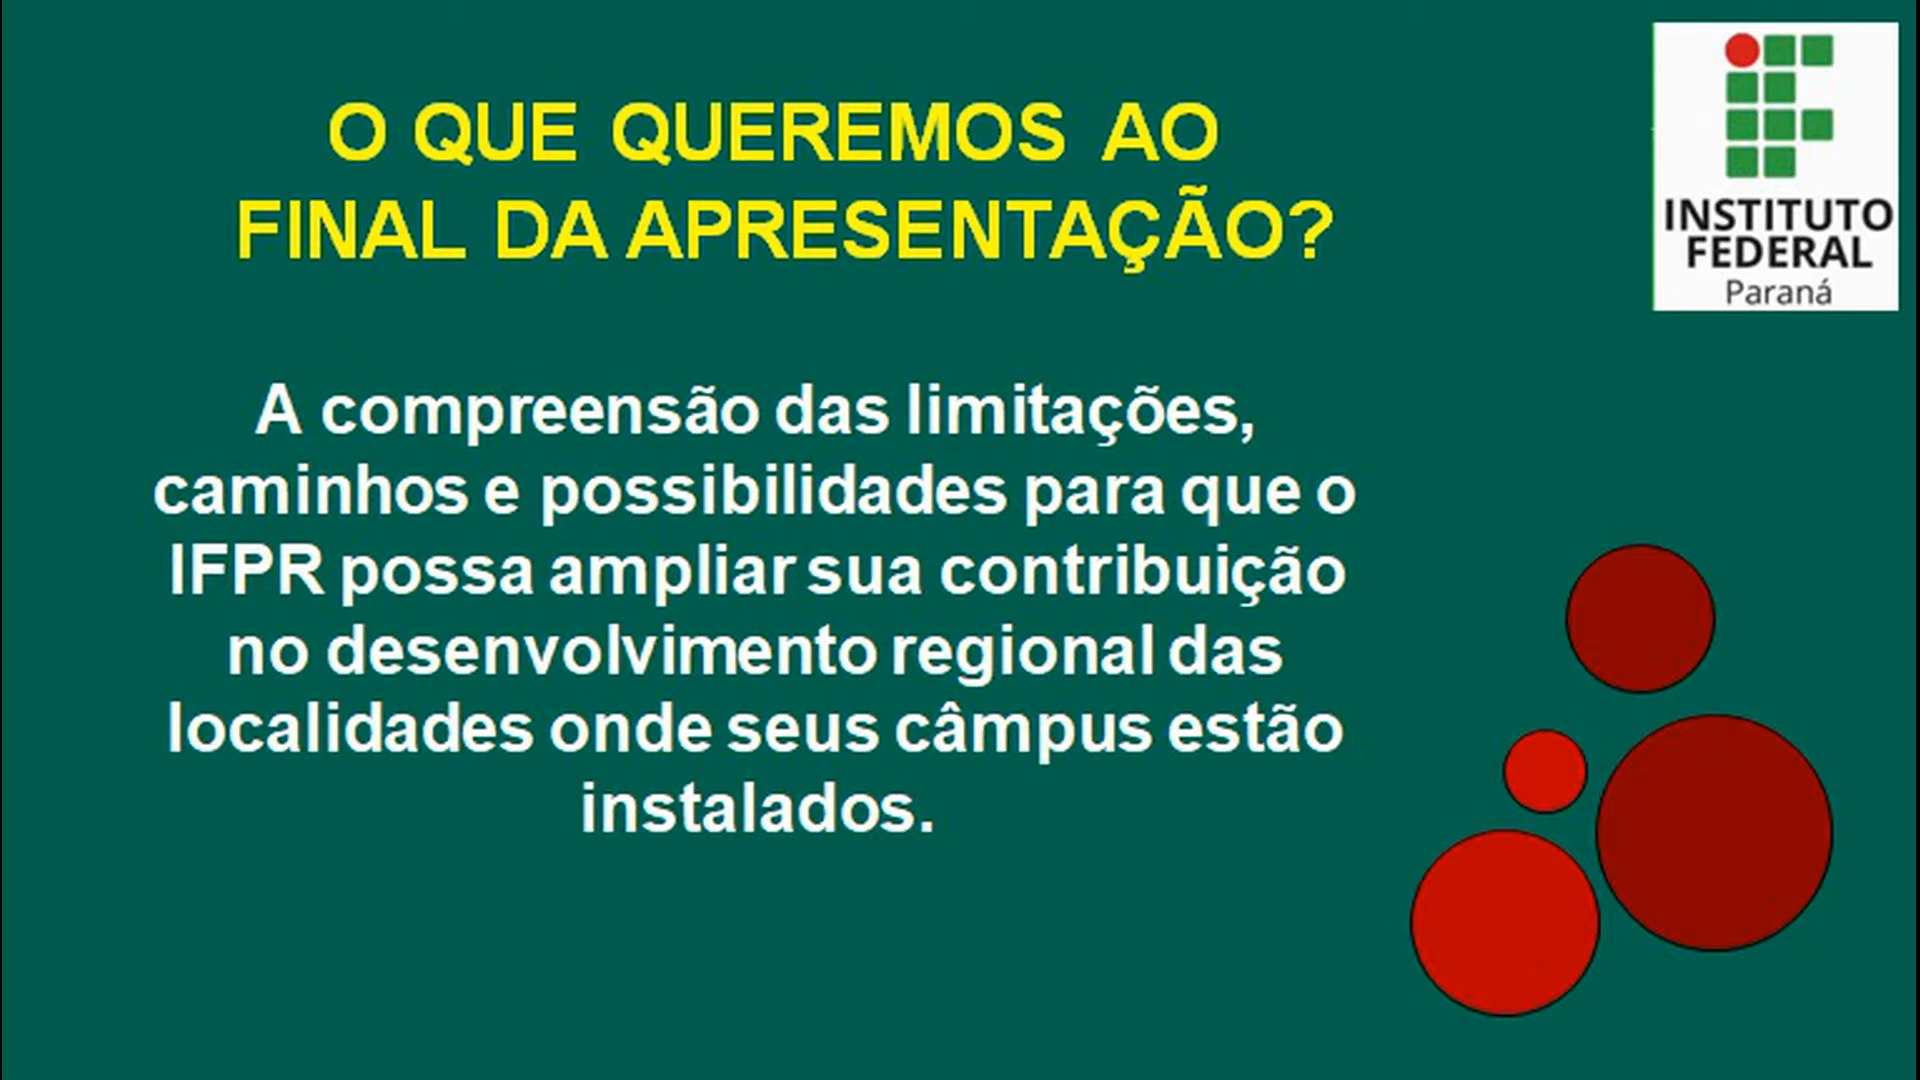 O QUE QUEREMOS AO
FINAL DA APRESENTAÇÃO?
INSTITUTO
FEDERAL
Paraná
A compreensão das limitações,
caminhos e possibilidades para que o
IFPR possa ampliar sua contribuição
no desenvolvimento regional das
localidades onde seus câmpus estão
instalados.